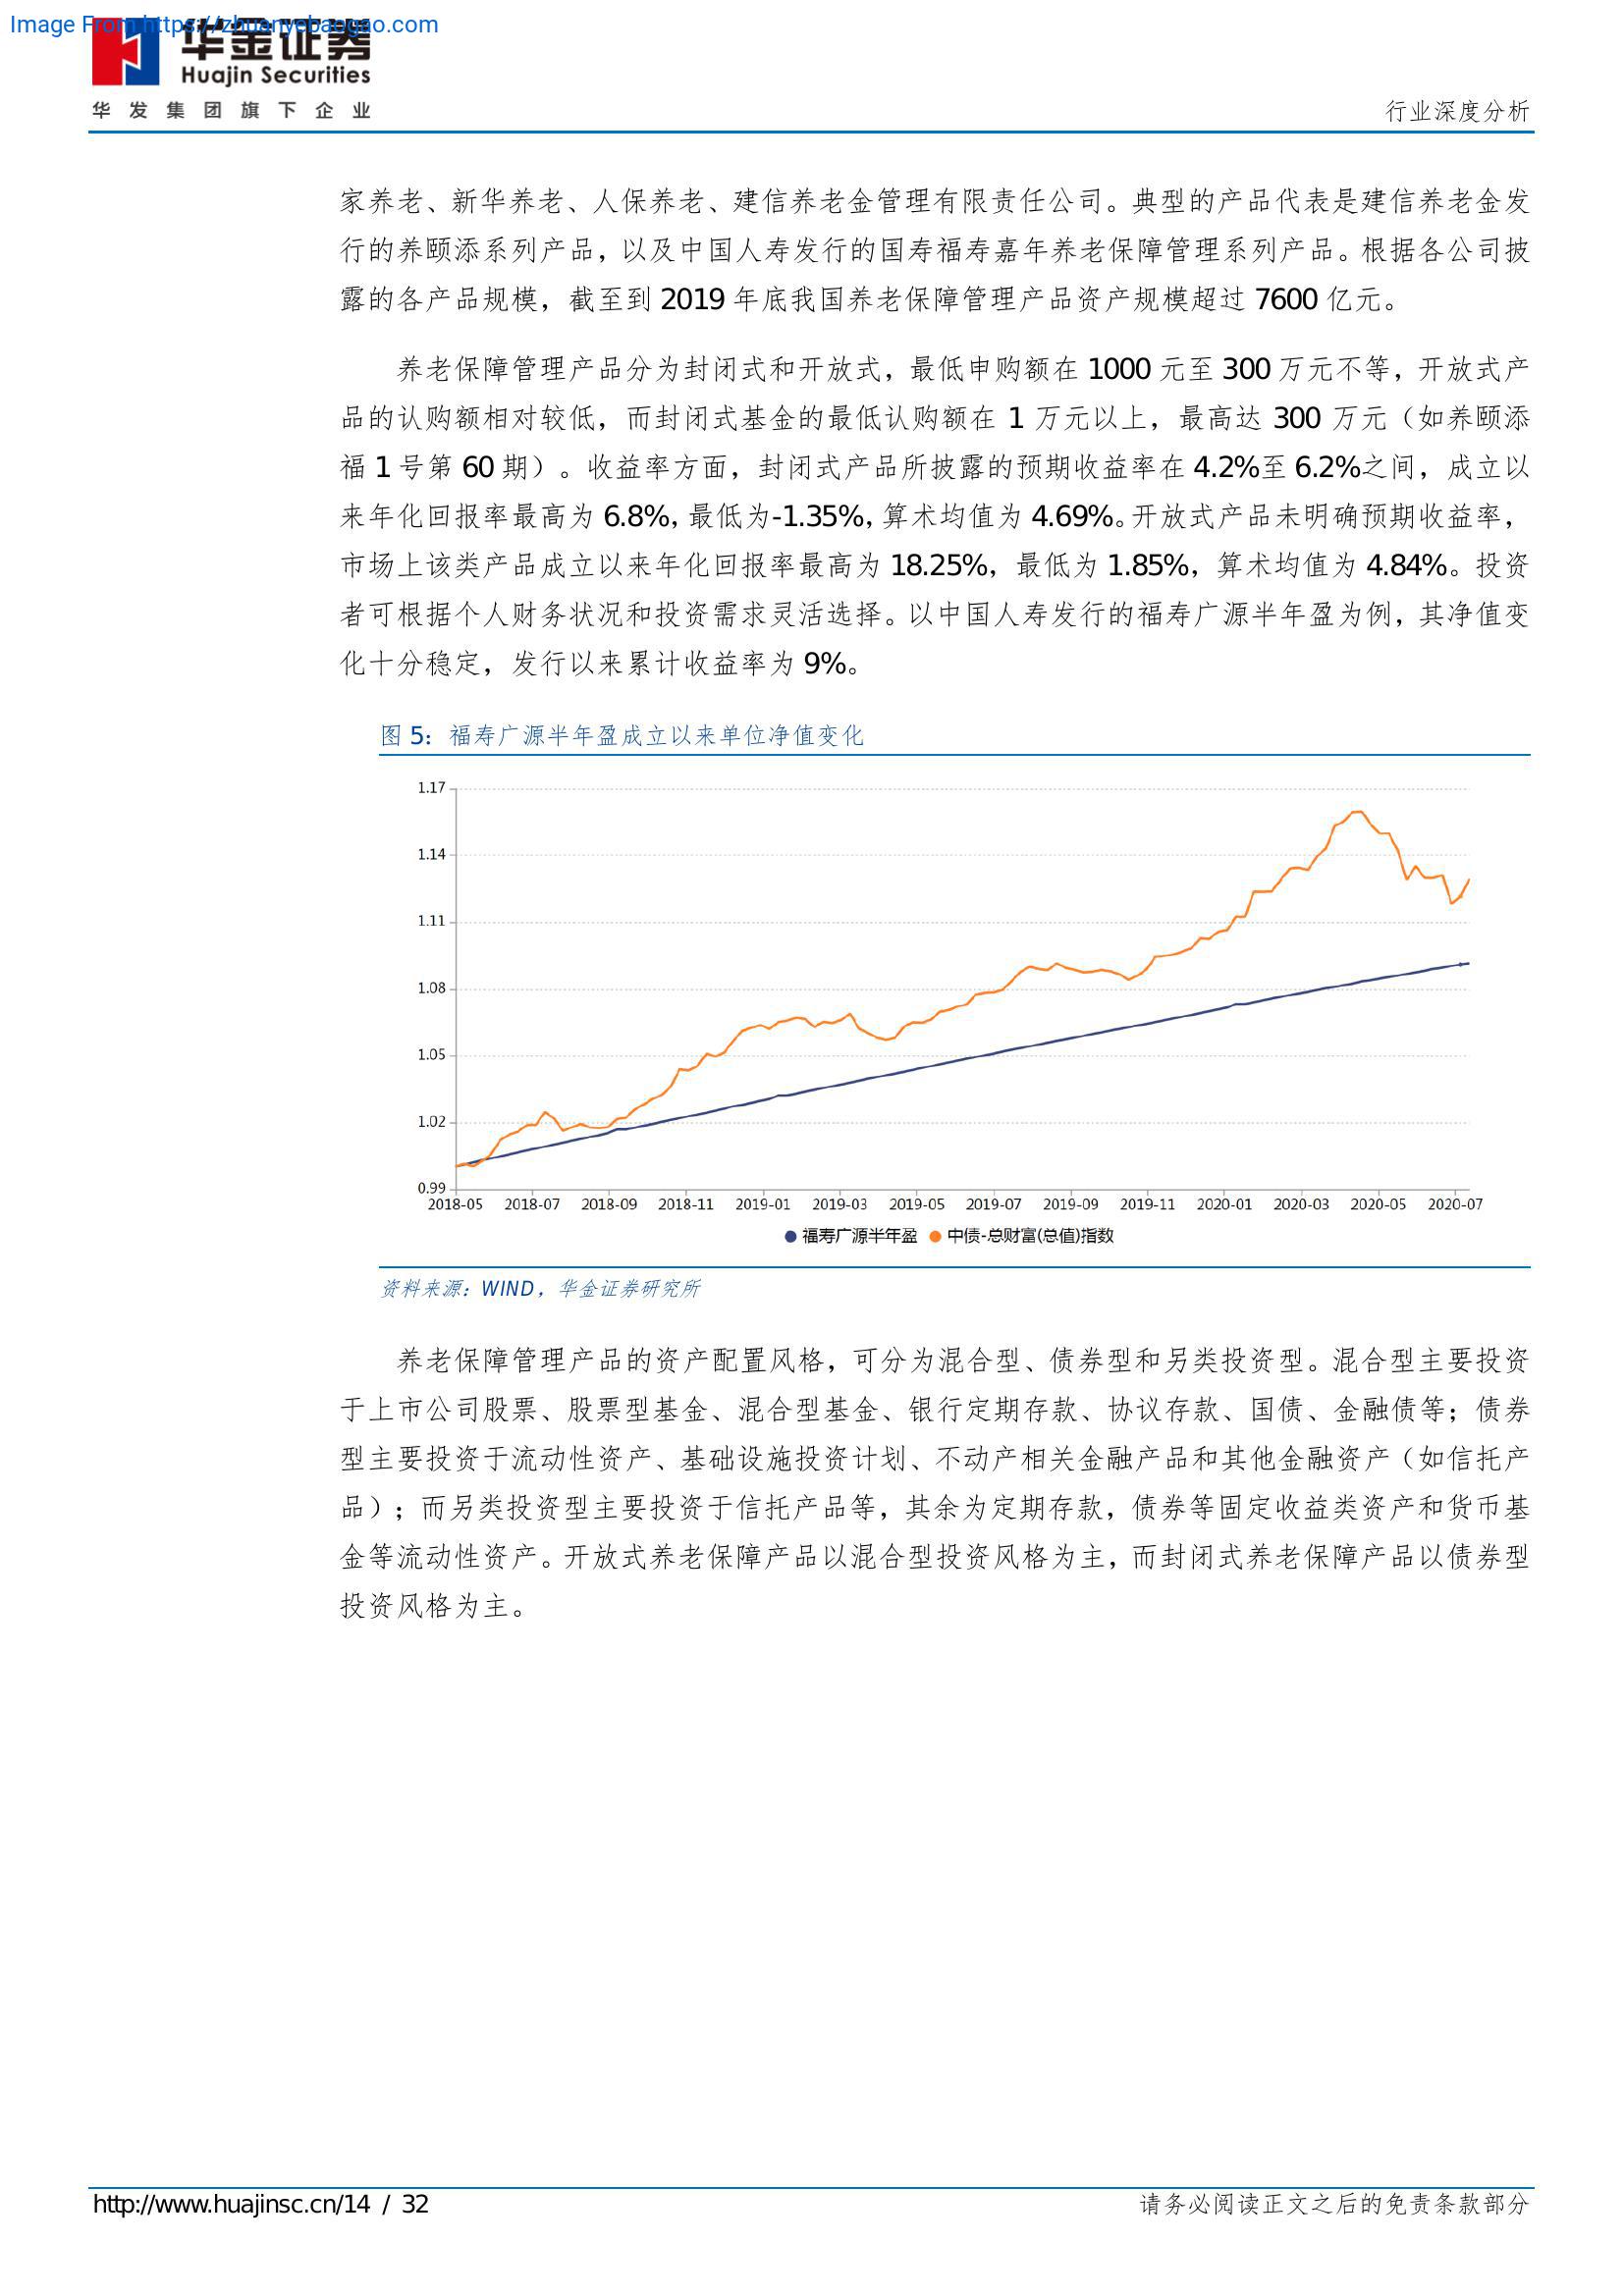 Image From https://zhuanyebaogao.com
华金证券
Huajin Securities
华发集团旗下企业
行业深度分析
家养老、新华养老、人保养老、建信养老金管理有限责任公司。典型的产品代表是建信养老金发
行的养颐添系列产品，以及中国人寿发行的国寿福寿嘉年养老保障管理系列产品。根据各公司披
露的各产品规模，截至到 2019 年底我国养老保障管理产品资产规模超过 7600 亿元。
养老保障管理产品分为封闭式和开放式，最低申购额在 1000 元至 300 万元不等，开放式产
品的认购额相对较低，而封闭式基金的最低认购额在 1 万元以上，最高达 300 万元（如养颐添
福 1 号第 60 期）。收益率方面，封闭式产品所披露的预期收益率在 4.2%至 6.2%之间，成立以
来年化回报率最高为 6.8%，最低为-1.35%，算术均值为 4.69%。开放式产品未明确预期收益率，
市场上该类产品成立以来年化回报率最高为 18.25%，最低为 1.85%，算术均值为 4.84%。投资
者可根据个人财务状况和投资需求灵活选择。以中国人寿发行的福寿广源半年盈为例，其净值变
化十分稳定，发行以来累计收益率为 9%。
图 5：福寿广源半年盈成立以来单位净值变化
1.17
1.14
1.11
1.08
1.05
1.02
0.99
2018-05 2018-07 2018-09 2018-11 2019-01 2019-03 2019-05 2019-07 2019-09 2019-11 2020-01 2020-03 2020-05 2020-07
福寿广源半年盈 中债-总财富(总值)指数
资料来源：WIND，华金证券研究所
养老保障管理产品的资产配置风格，可分为混合型、债券型和另类投资型。混合型主要投资
于上市公司股票、股票型基金、混合型基金、银行定期存款、协议存款、国债、金融债等；债券
型主要投资于流动性资产、基础设施投资计划、不动产相关金融产品和其他金融资产（如信托产
品）；而另类投资型主要投资于信托产品等，其余为定期存款，债券等固定收益类资产和货币基
金等流动性资产。开放式养老保障产品以混合型投资风格为主，而封闭式养老保障产品以债券型
投资风格为主。
http://www.huajinsc.cn/14 / 32
请务必阅读正文之后的免责条款部分